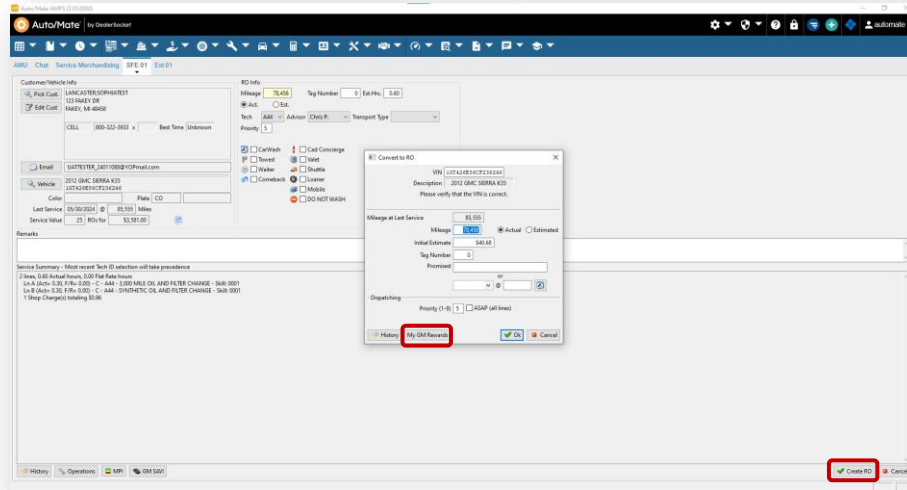 Auto/Mate AMPS
Auto/Mate by DealerSocket
automate
AMU Chat Service Merchandising SFE:01 Est:01
Customer/Vehicle Info
Pick Cust. LANCASTER;SOPHIATEST
123 FAKEY DR
Edit Cust FAKEY, MI 48458
CELL 800-322-3933 x Best Time Unknown
Email UATTESTER_24011008@YOPmail.com
Vehicle 2012 GMC SIERRA K35
Color Plate CO
Last Service 05/30/2024 @ 85,555 Miles
Service Value 25 ROs for $3,581.00
RO Info
Mileage 78,456 Tag Number 0 Est.Hrs. 0.60
Act. Est.
Tech A44 Advisor Chris P. Transport Type
Priority 5
CarWash Cad Concierge
Towed Valet
Waiter Shuttle
Comeback Loaner
Mobile
DO NOT WASH
Remarks
Service Summary - Most recent Tech ID selection will take precedence
2 lines, 0.60 Actual hours, 0.00 Flat Rate hours
Ln A (Act= 0.30, F/R= 0.00) - C - A44 - 3,000 MILE OIL AND FILTER CHANGE - Skill: 0001
Ln B (Act= 0.30, F/R= 0.00) - C - A44 - SYNTHETIC OIL AND FILTER CHANGE - Skill: 0001
1 Shop Charge(s) totaling $0.86
Convert to RO
VIN
Description 2012 GMC SIERRA K35
Please verify that the VIN is correct.
Mileage at Last Service 85,555
Mileage 78,456 Actual Estimated
Initial Estimate $40.68
Tag Number 0
Promised
or
@
Dispatching
Priority (1-9) 5 ASAP (all lines)
History My GM Rewards Ok Cancel
History Operations MPI GM SAVI Create RO Cance